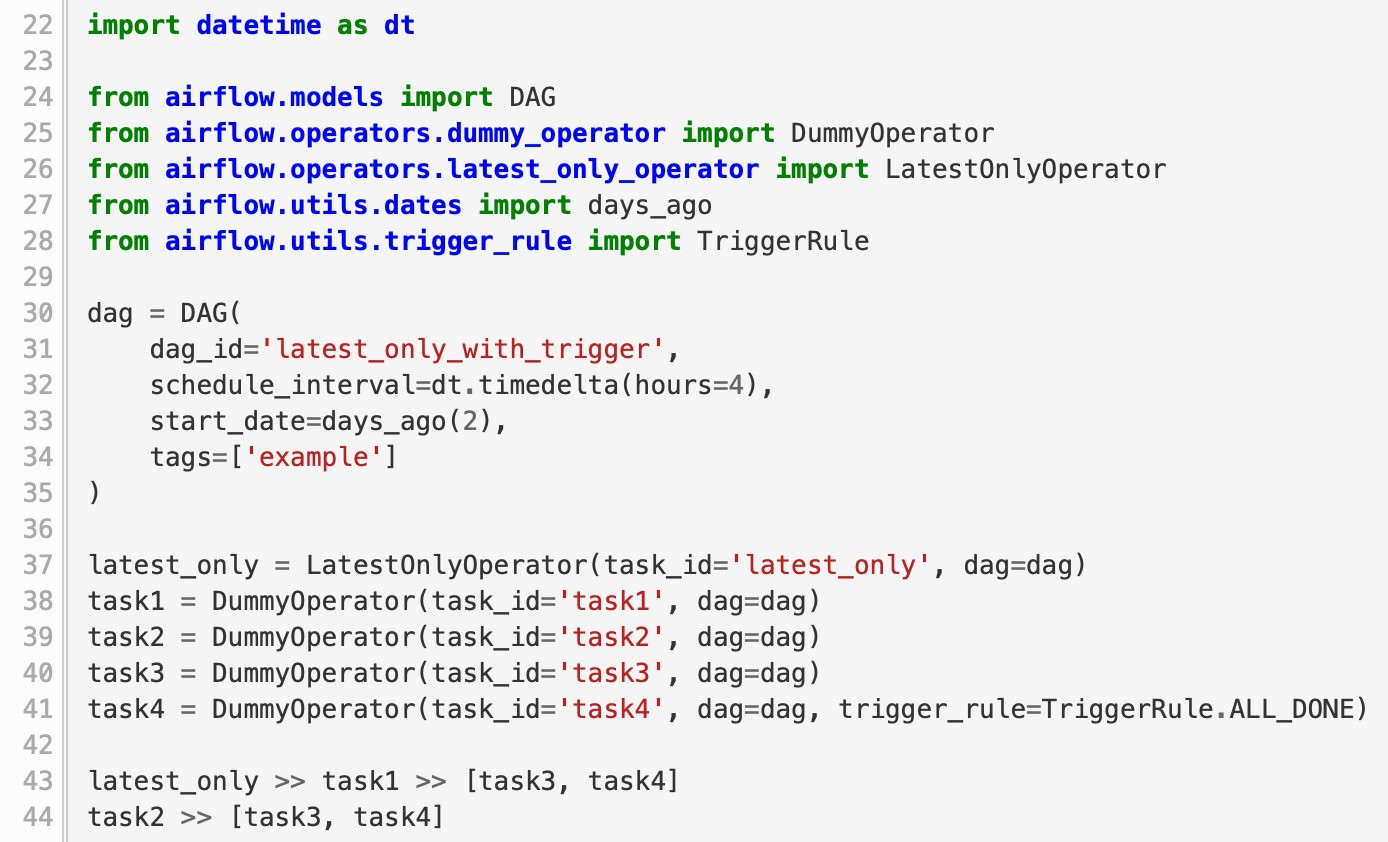 22 import datetime as dt
23
24 from airflow.models import DAG
25 from airflow.operators.dummy_operator import DummyOperator
26 from airflow.operators.latest_only_operator import LatestOnlyOperator
27 from airflow.utils.dates import days_ago
28 from airflow.utils.trigger_rule import TriggerRule
29
30 dag = DAG(
31     dag_id='latest_only_with_trigger',
32     schedule_interval=dt.timedelta(hours=4),
33     start_date=days_ago(2),
34     tags=['example']
35 )
36
37 latest_only = LatestOnlyOperator(task_id='latest_only', dag=dag)
38 task1 = DummyOperator(task_id='task1', dag=dag)
39 task2 = DummyOperator(task_id='task2', dag=dag)
40 task3 = DummyOperator(task_id='task3', dag=dag)
41 task4 = DummyOperator(task_id='task4', dag=dag, trigger_rule=TriggerRule.ALL_DONE)
42
43 latest_only >> task1 >> [task3, task4]
44 task2 >> [task3, task4]